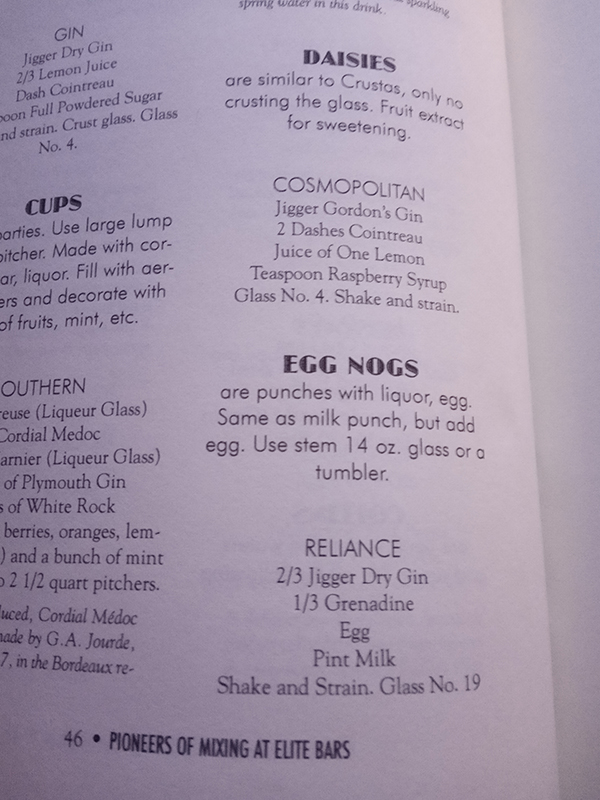 GIN
Jigger Dry Gin
2/3 Lemon Juice
Dash Cointreau
Full Powdered Sugar
strain. Crust glass. Glass
No. 4.
CUPS
Use large lump
Made with cor-
liquor. Fill with aer-
and decorate with
of fruits, mint, etc.
(Liqueur Glass)
Cordial Medoc
(Liqueur Glass)
of Plymouth Gin
of White Rock
berries, oranges, lem-
) and a bunch of mint
2 1/2 quart pitchers.
Cordial Médoc
by G.A. Jourde,
7, in the Bordeaux re-
sparkling
spring water in this drink.
DAISIES
are similar to Crustas, only no
crusting the glass. Fruit extract
for sweetening.
COSMOPOLITAN
Jigger Gordon's Gin
2 Dashes Cointreau
Juice of One Lemon
Teaspoon Raspberry Syrup
Glass No. 4. Shake and strain.
EGG NOGS
are punches with liquor, egg.
Same as milk punch, but add
egg. Use stem 14 oz. glass or a
tumbler.
RELIANCE
2/3 Jigger Dry Gin
1/3 Grenadine
Egg
Pint Milk
Shake and Strain. Glass No. 19
46 • PIONEERS OF MIXING AT ELITE BARS